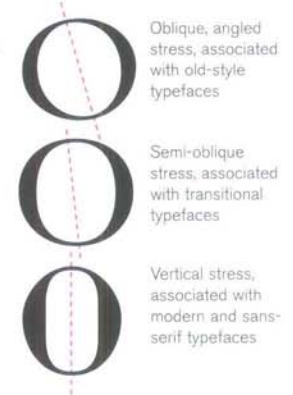 Oblique, angled
stress, associated
with old-style
typefaces
Semi-oblique
stress, associated
with transitional
typefaces
Vertical stress,
associated with
modern and sans-
serif typefaces
O
O
O